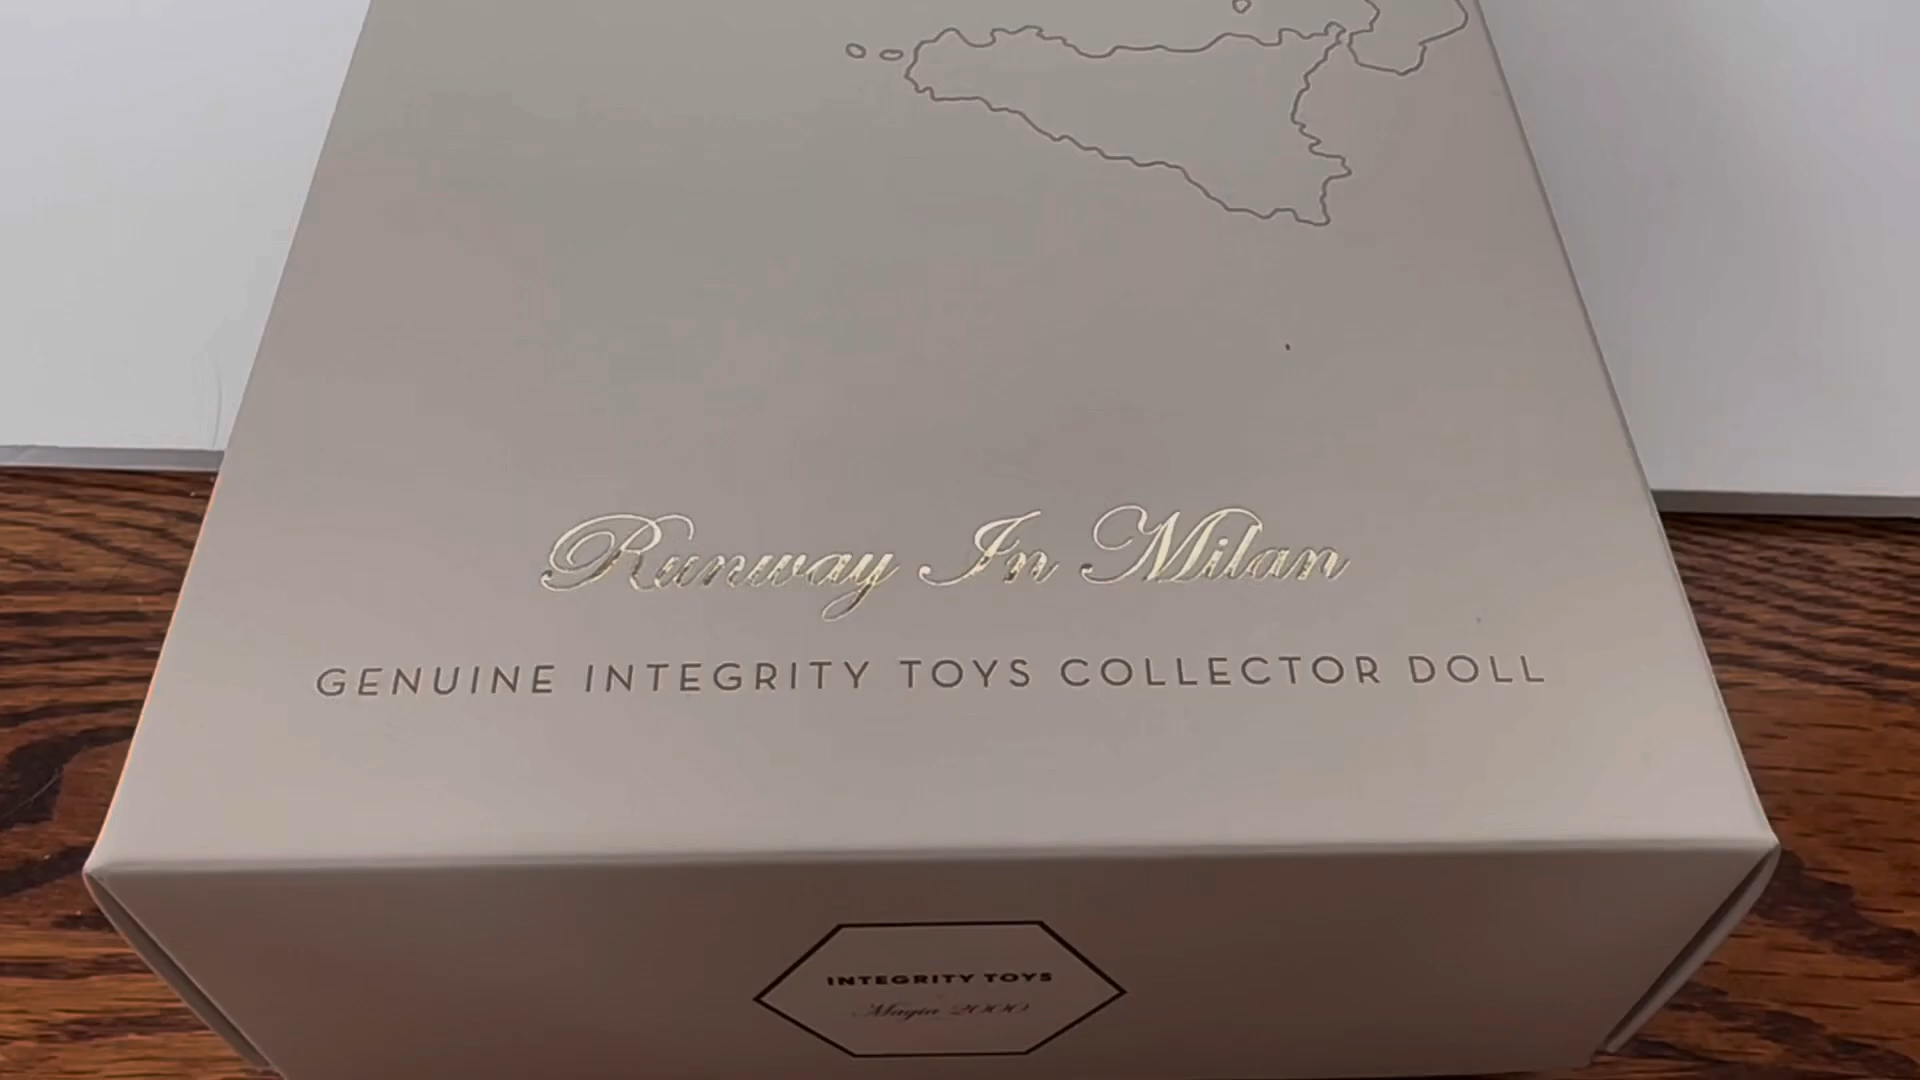 Runway In Milan
GENUINE INTEGRITY TOYS COLLECTOR DOLL
INTEGRITY TOYS
Magia 2000